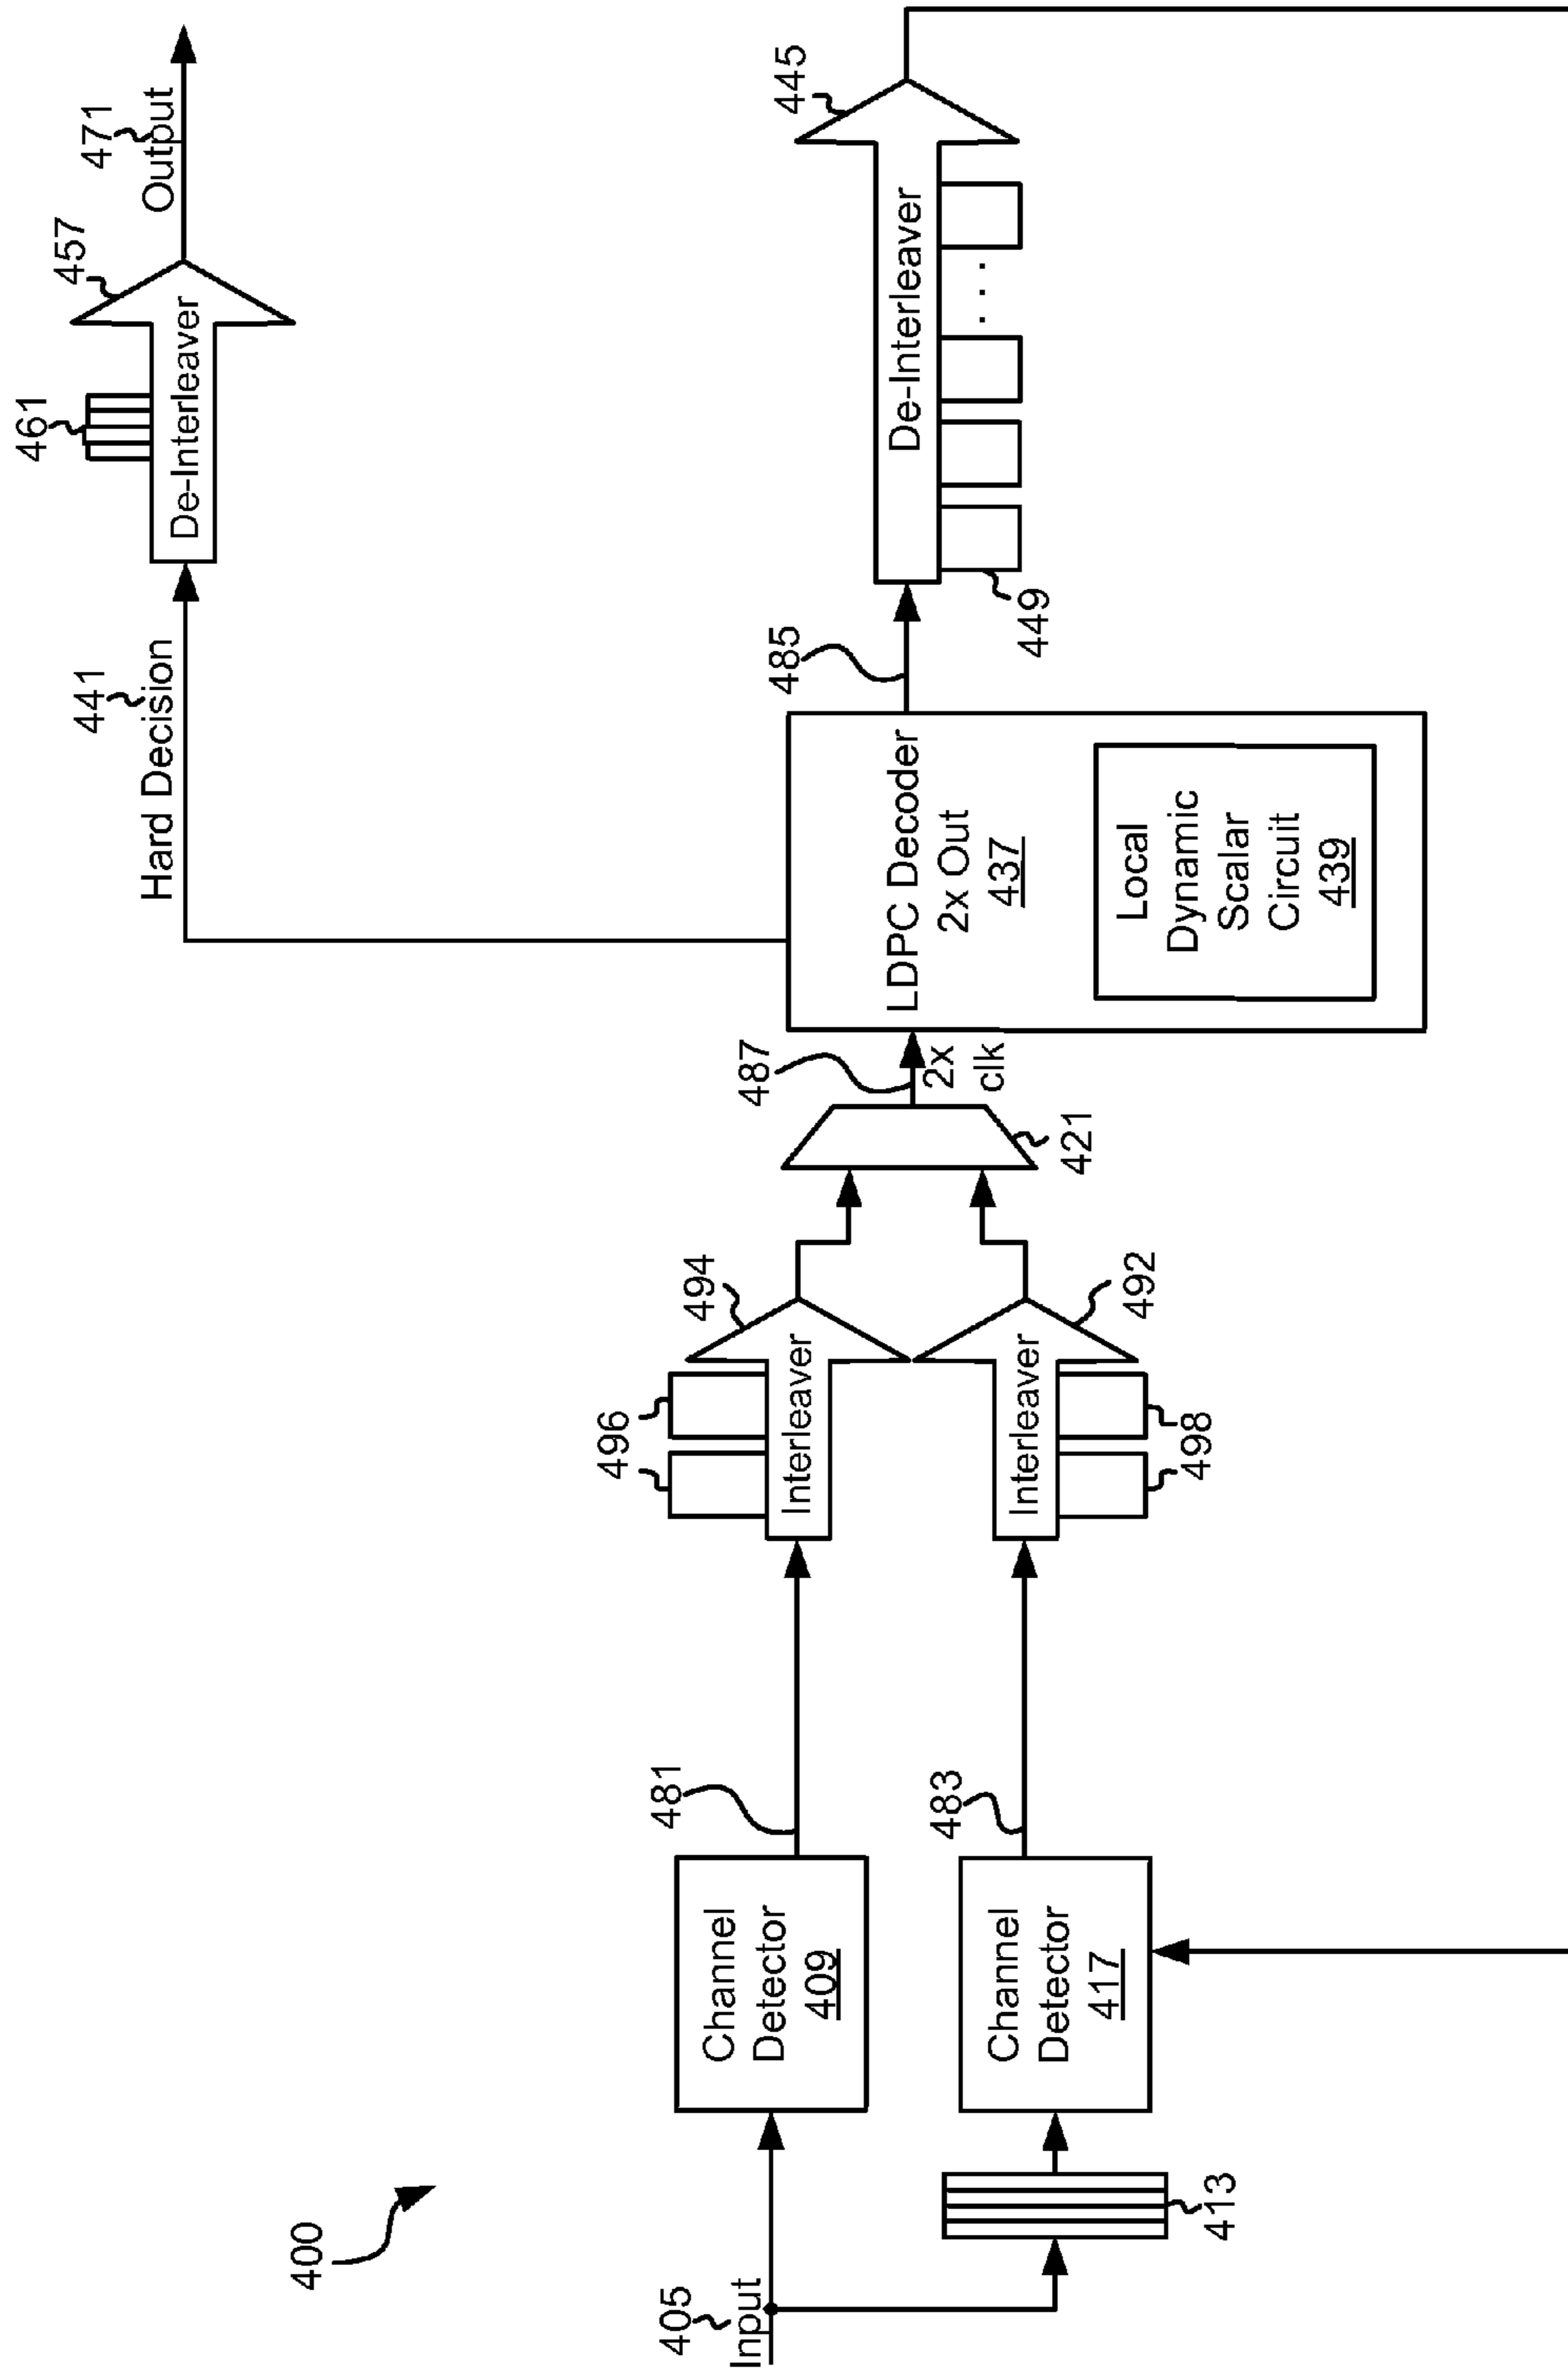 400
405
Input
413
Channel
Detector
409
Channel
Detector
417
481
483
496
494
Interleaver
Interleaver
492
498
421
487
2x
clk
LDPC Decoder
2x Out
437
Local
Dynamic
Scalar
Circuit
439
441
Hard Decision
485
449
De-Interleaver
445
461
De-Interleaver
457
471
Output
. . .